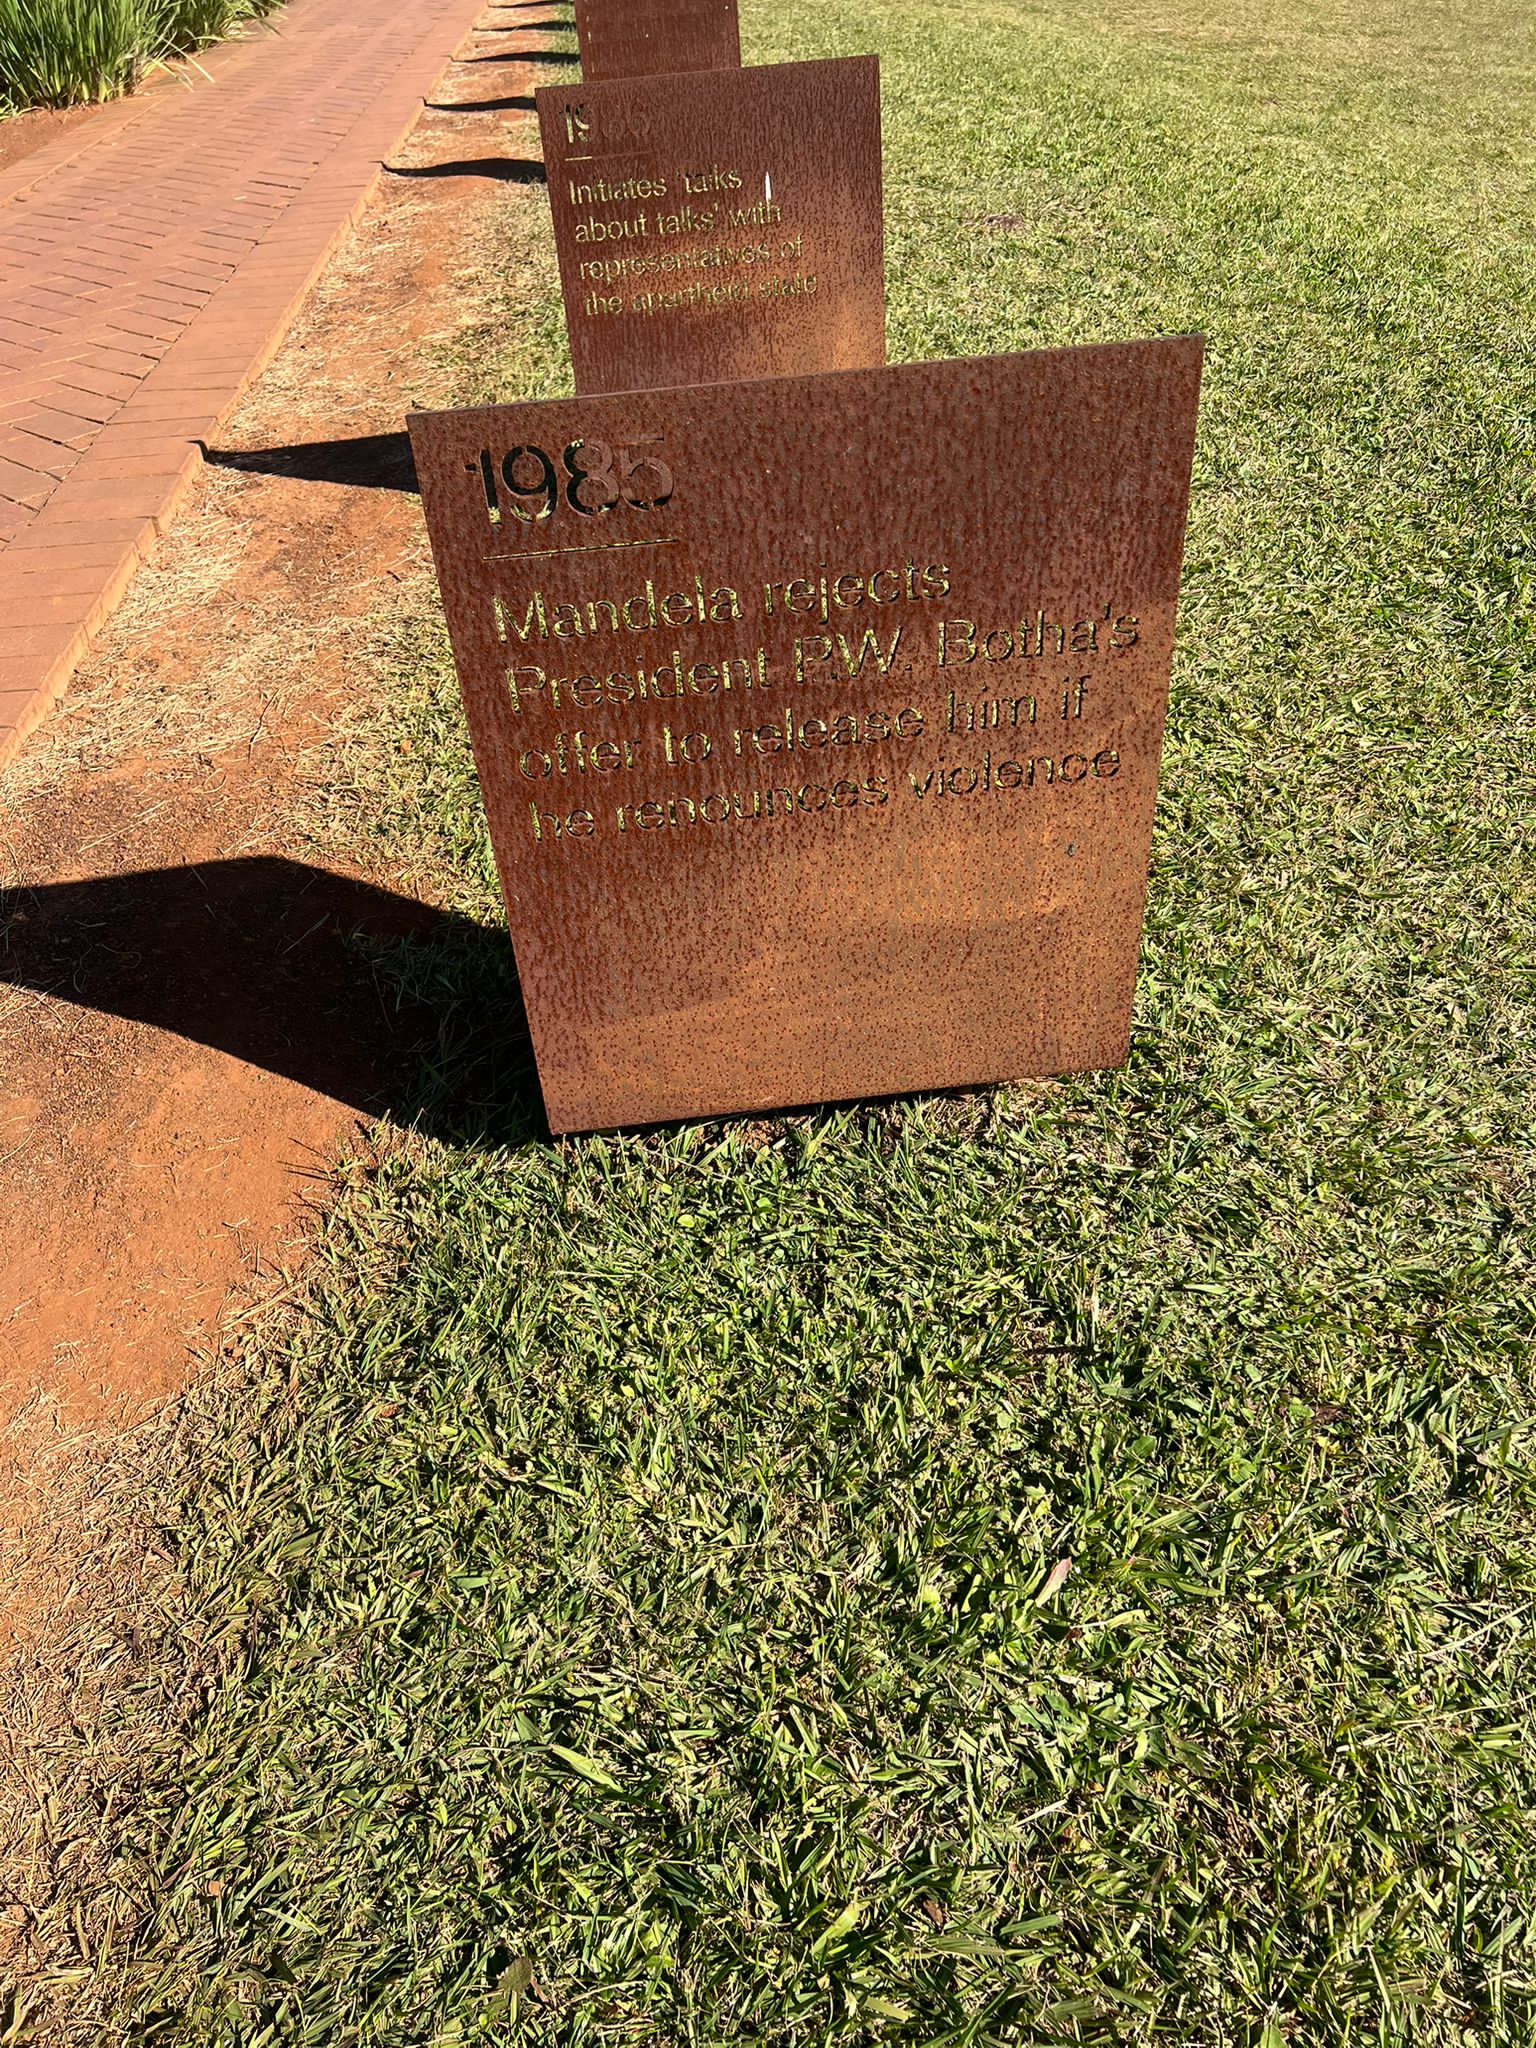 1986
Initiates 'talks
about talks' with
representatives of
the apartheid state
1985
Mandela rejects
President P.W. Botha's
offer to release him if
he renounces violence